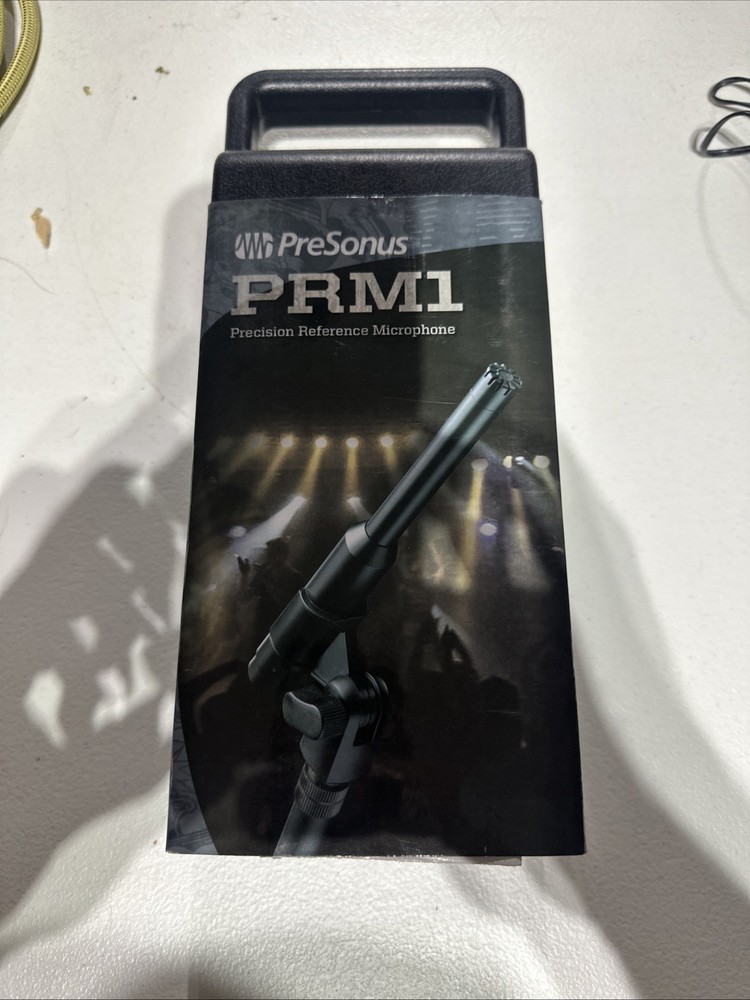 PreSonus
PRM1
Precision Reference Microphone